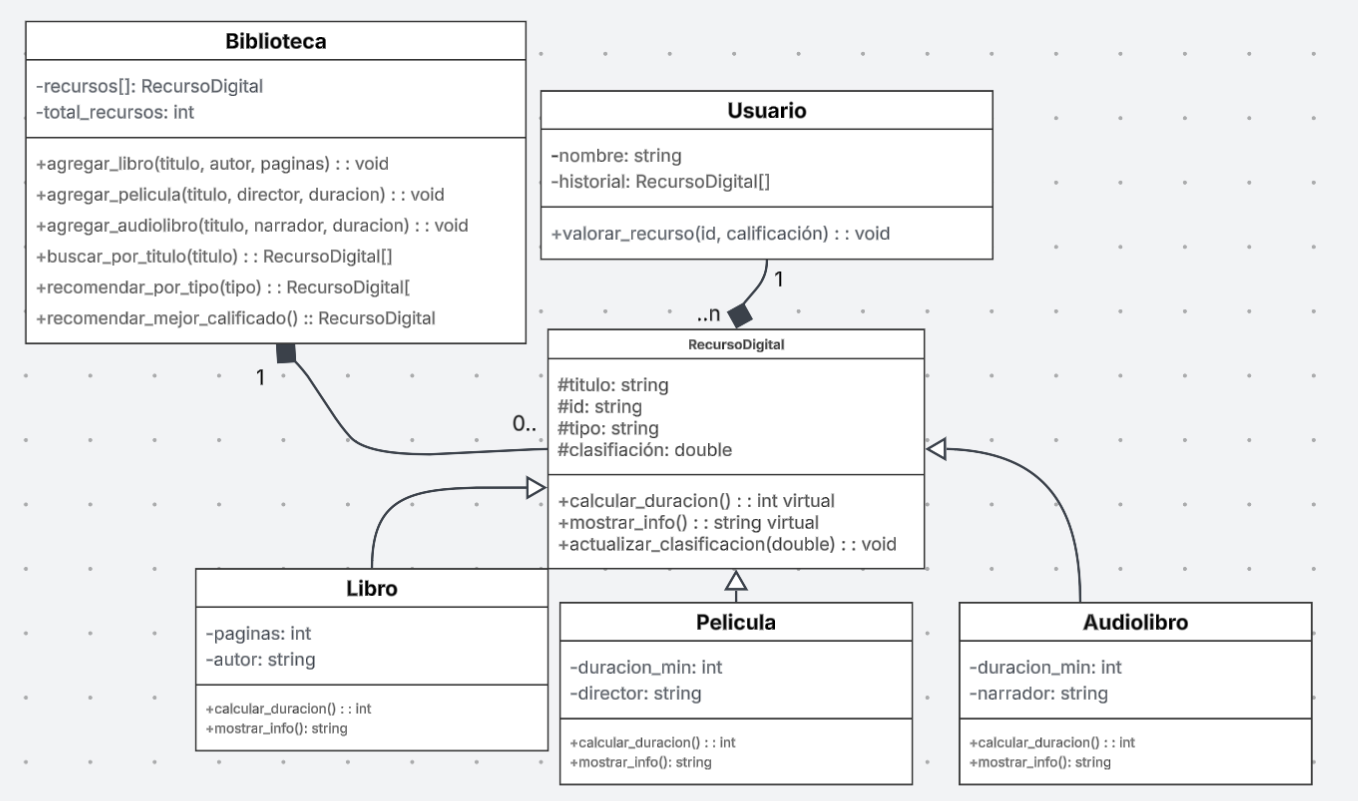 Biblioteca
-recursos[]: RecursoDigital
-total_recursos: int
+agregar_libro(titulo, autor, paginas) : : void
+agregar_pelicula(titulo, director, duracion) : : void
+agregar_audiolibro(titulo, narrador, duracion) : : void
+buscar_por_titulo(titulo) : : RecursoDigital[]
+recomendar_por_tipo(tipo) : : RecursoDigital[
+recomendar_mejor_calificado() :: RecursoDigital
1
0..
Usuario
-nombre: string
-historial: RecursoDigital[]
+valorar_recurso(id, calificación) : : void
1
..n
RecursoDigital
#titulo: string
#id: string
#tipo: string
#clasifiación: double
+calcular_duracion() : : int virtual
+mostrar_info() : : string virtual
+actualizar_clasificacion(double) : : void
Libro
-paginas: int
-autor: string
+calcular_duracion() : : int
+mostrar_info(): string
Pelicula
-duracion_min: int
-director: string
+calcular_duracion() : : int
+mostrar_info(): string
Audiolibro
-duracion_min: int
-narrador: string
+calcular_duracion() : : int
+mostrar_info(): string